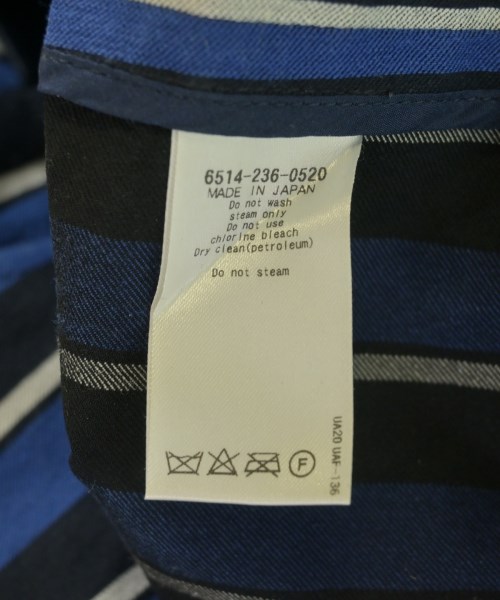 6514-236-0520
MADE IN JAPAN
Do not wash
steam only
Do not use
chlorine bleach
Dry clean(petroleum)
Do not steam
F
UA20 UAF-136